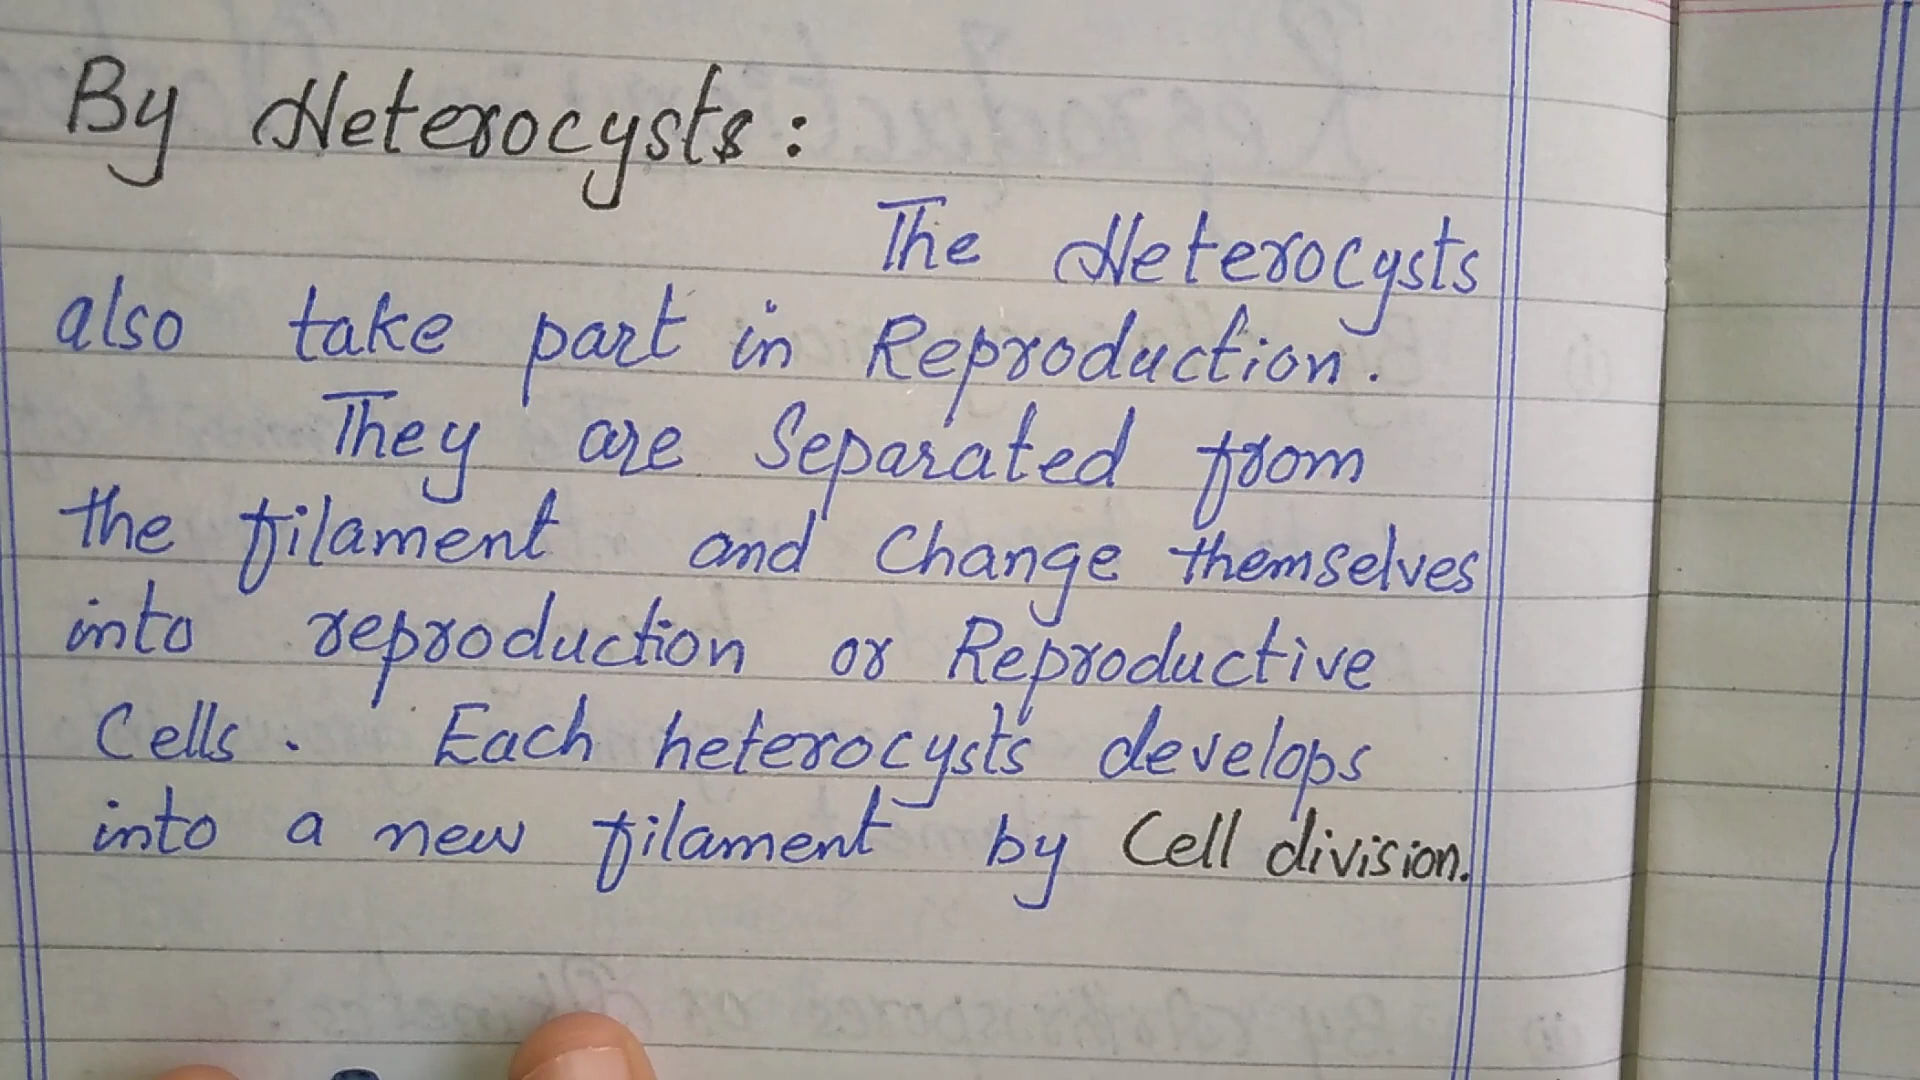 By Heterocysts:
The Heterocysts
also take part in Reproduction.
They are Separated from
the filament and Change themselves
into reproduction or Reproductive
Cells. Each heterocysts develops
into a new filament by Cell division.